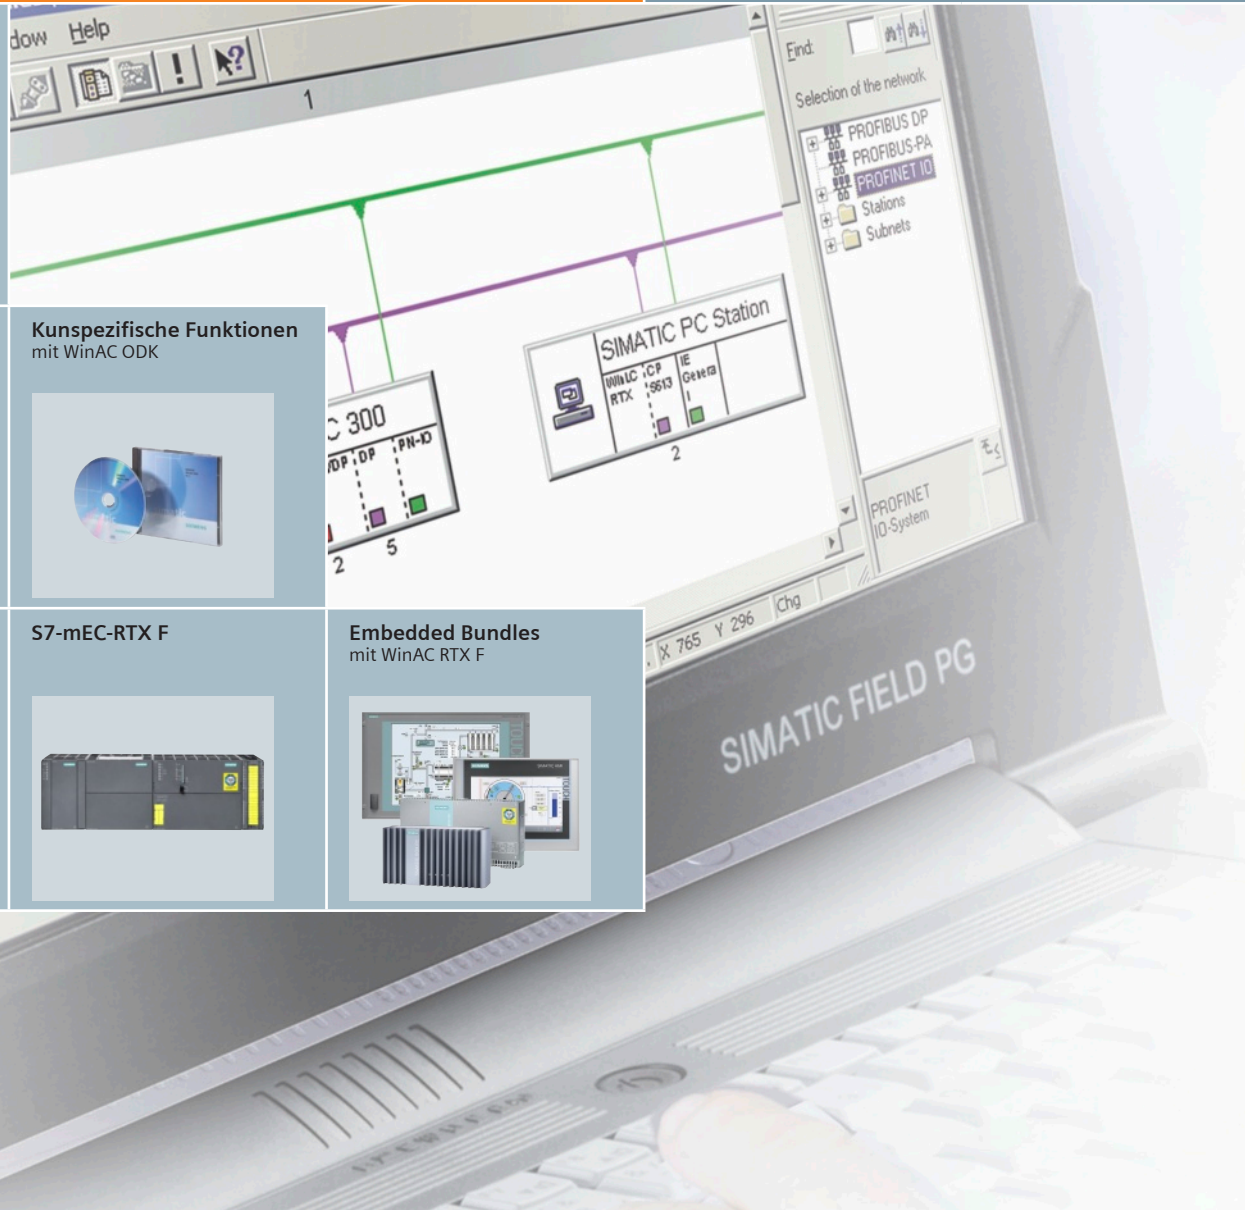 dow Help
1
Find:
Selection of the network
PROFIBUS DP
PROFIBUS-PA
PROFINET IO
Stations
Subnets
SIMATIC PC Station
WinLC RTX
CP 5613
IE General
2
C 300
DP
PN-IO
2
5
PROFINET
IO-System
X 765 Y 296 Chg
SIMATIC FIELD PG
Kunspezifische Funktionen
mit WinAC ODK
S7-mEC-RTX F
Embedded Bundles
mit WinAC RTX F